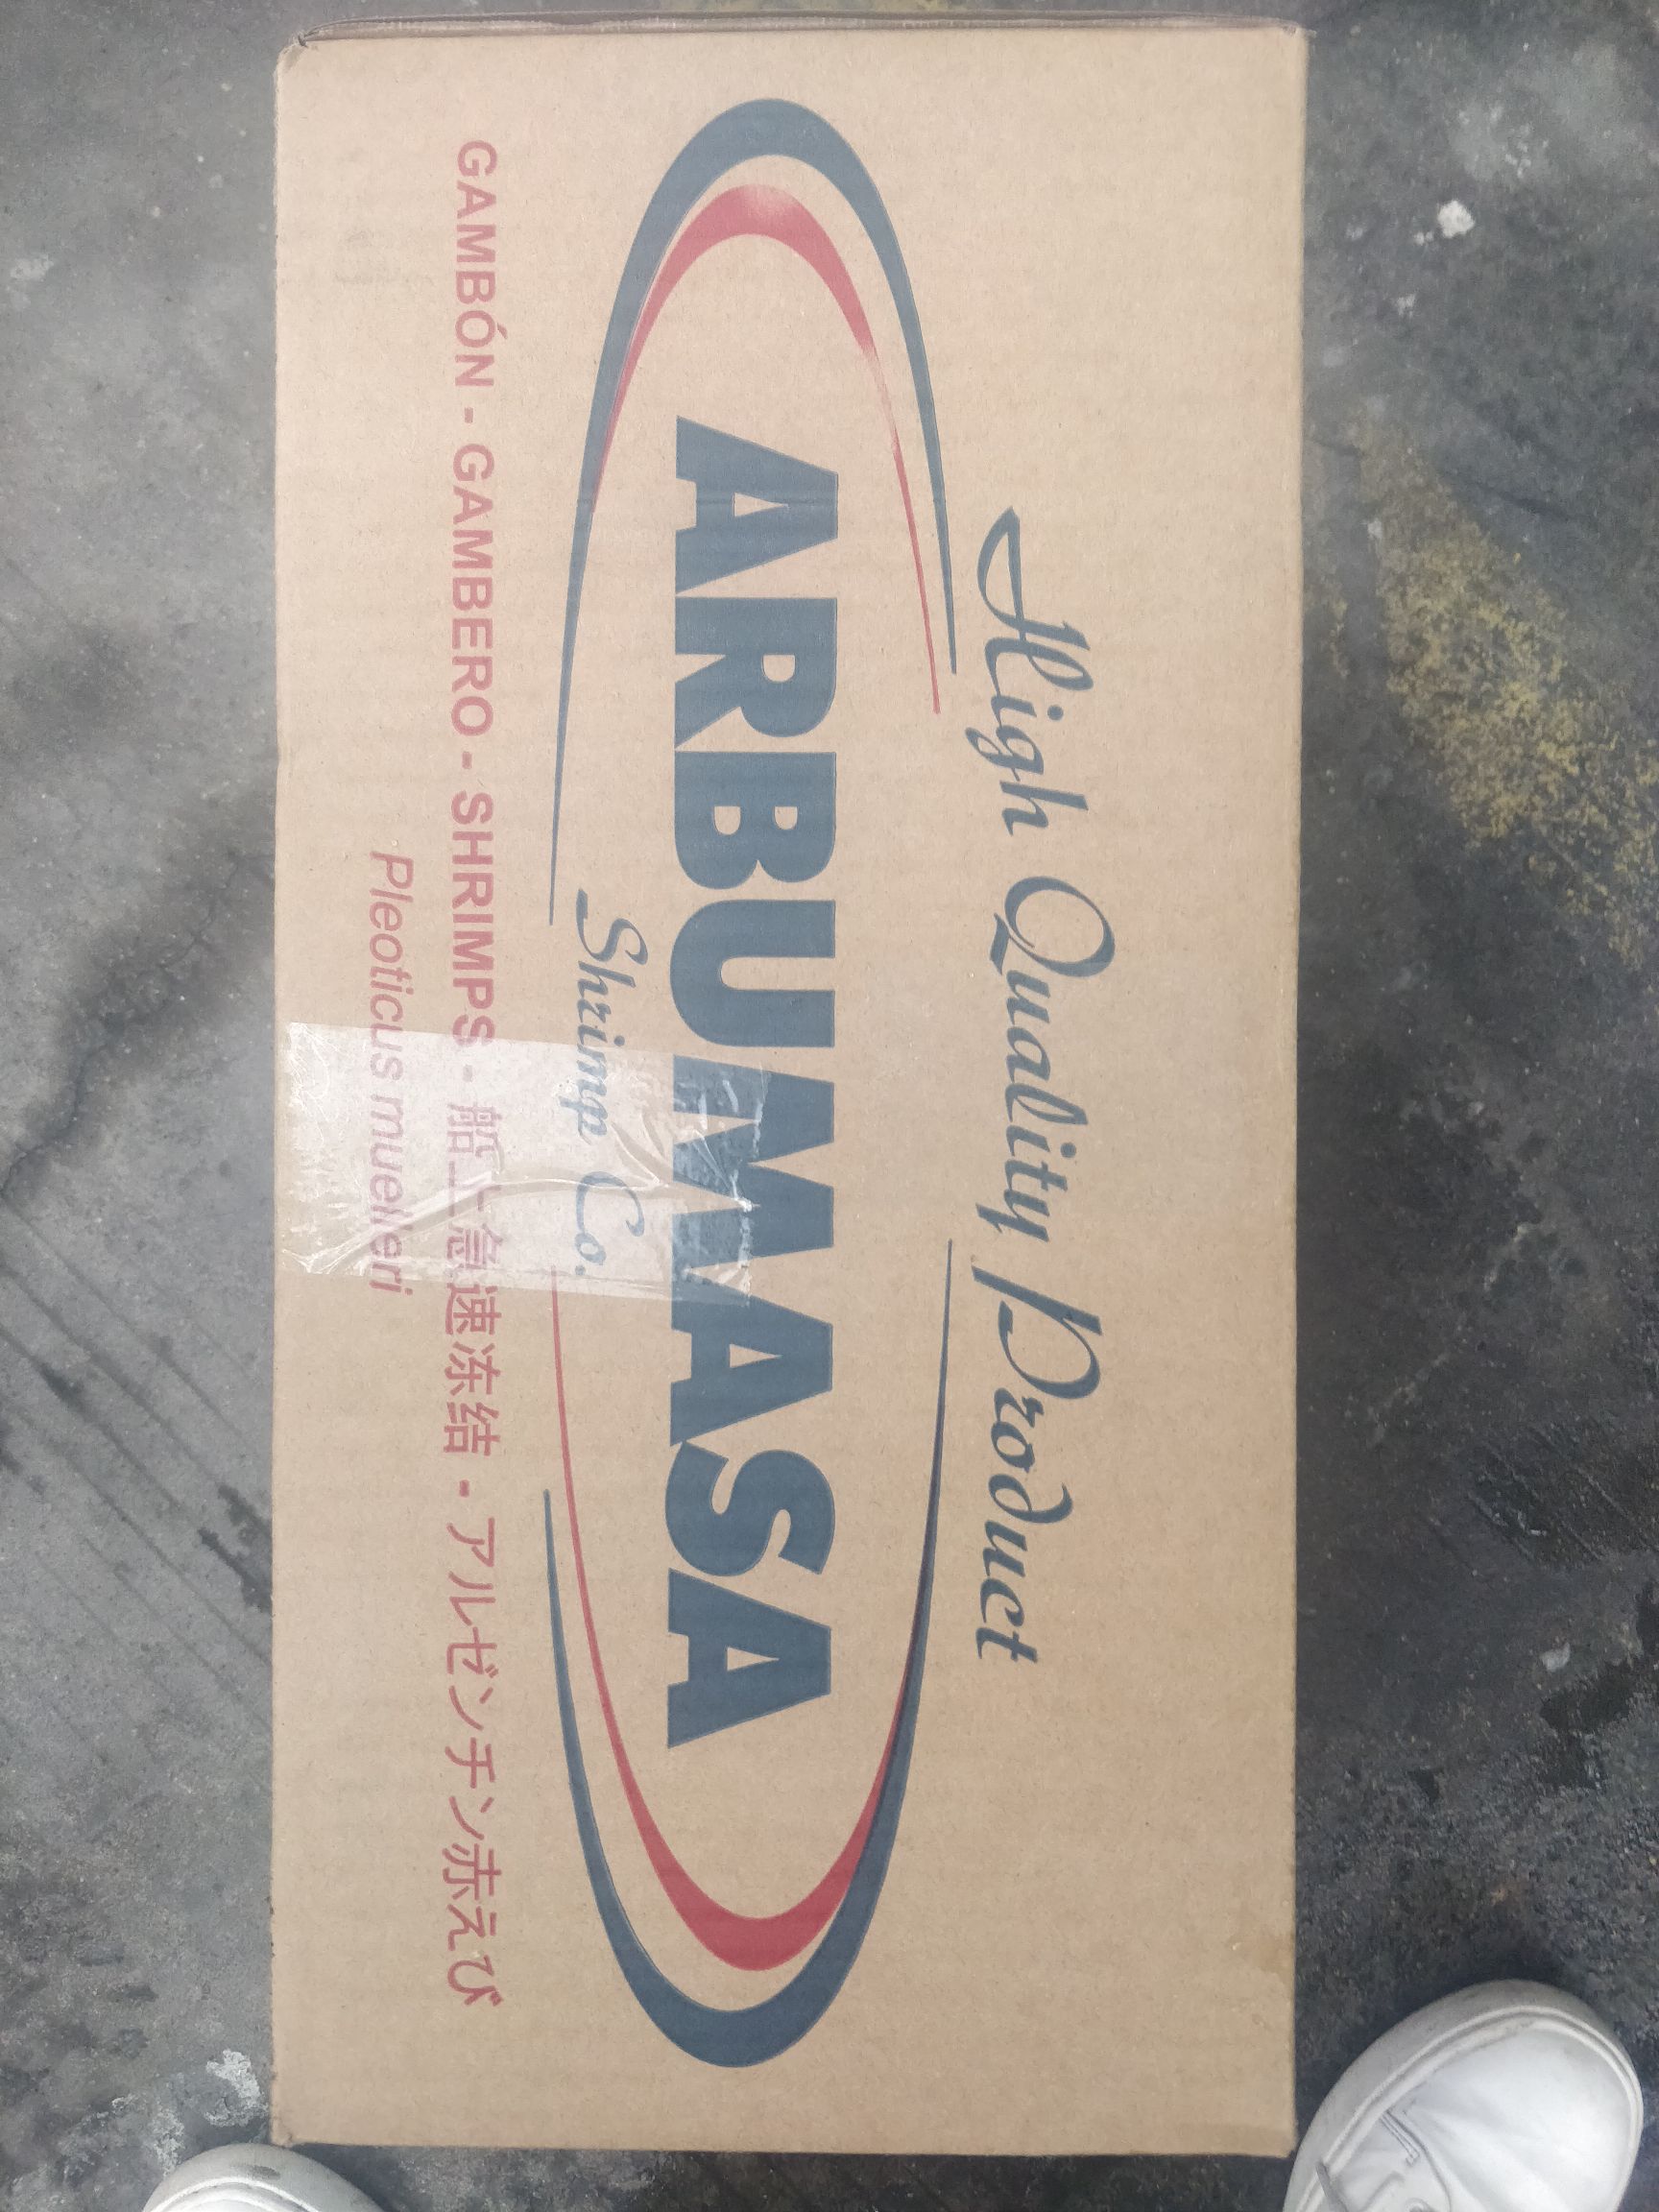 High Quality Product
ARBUMASA
Shrimp Co.
GAMBÓN - GAMBERO - SHRIMPS - 船上急速冻结 - アルゼンチン赤えび
Pleoticus muelleri